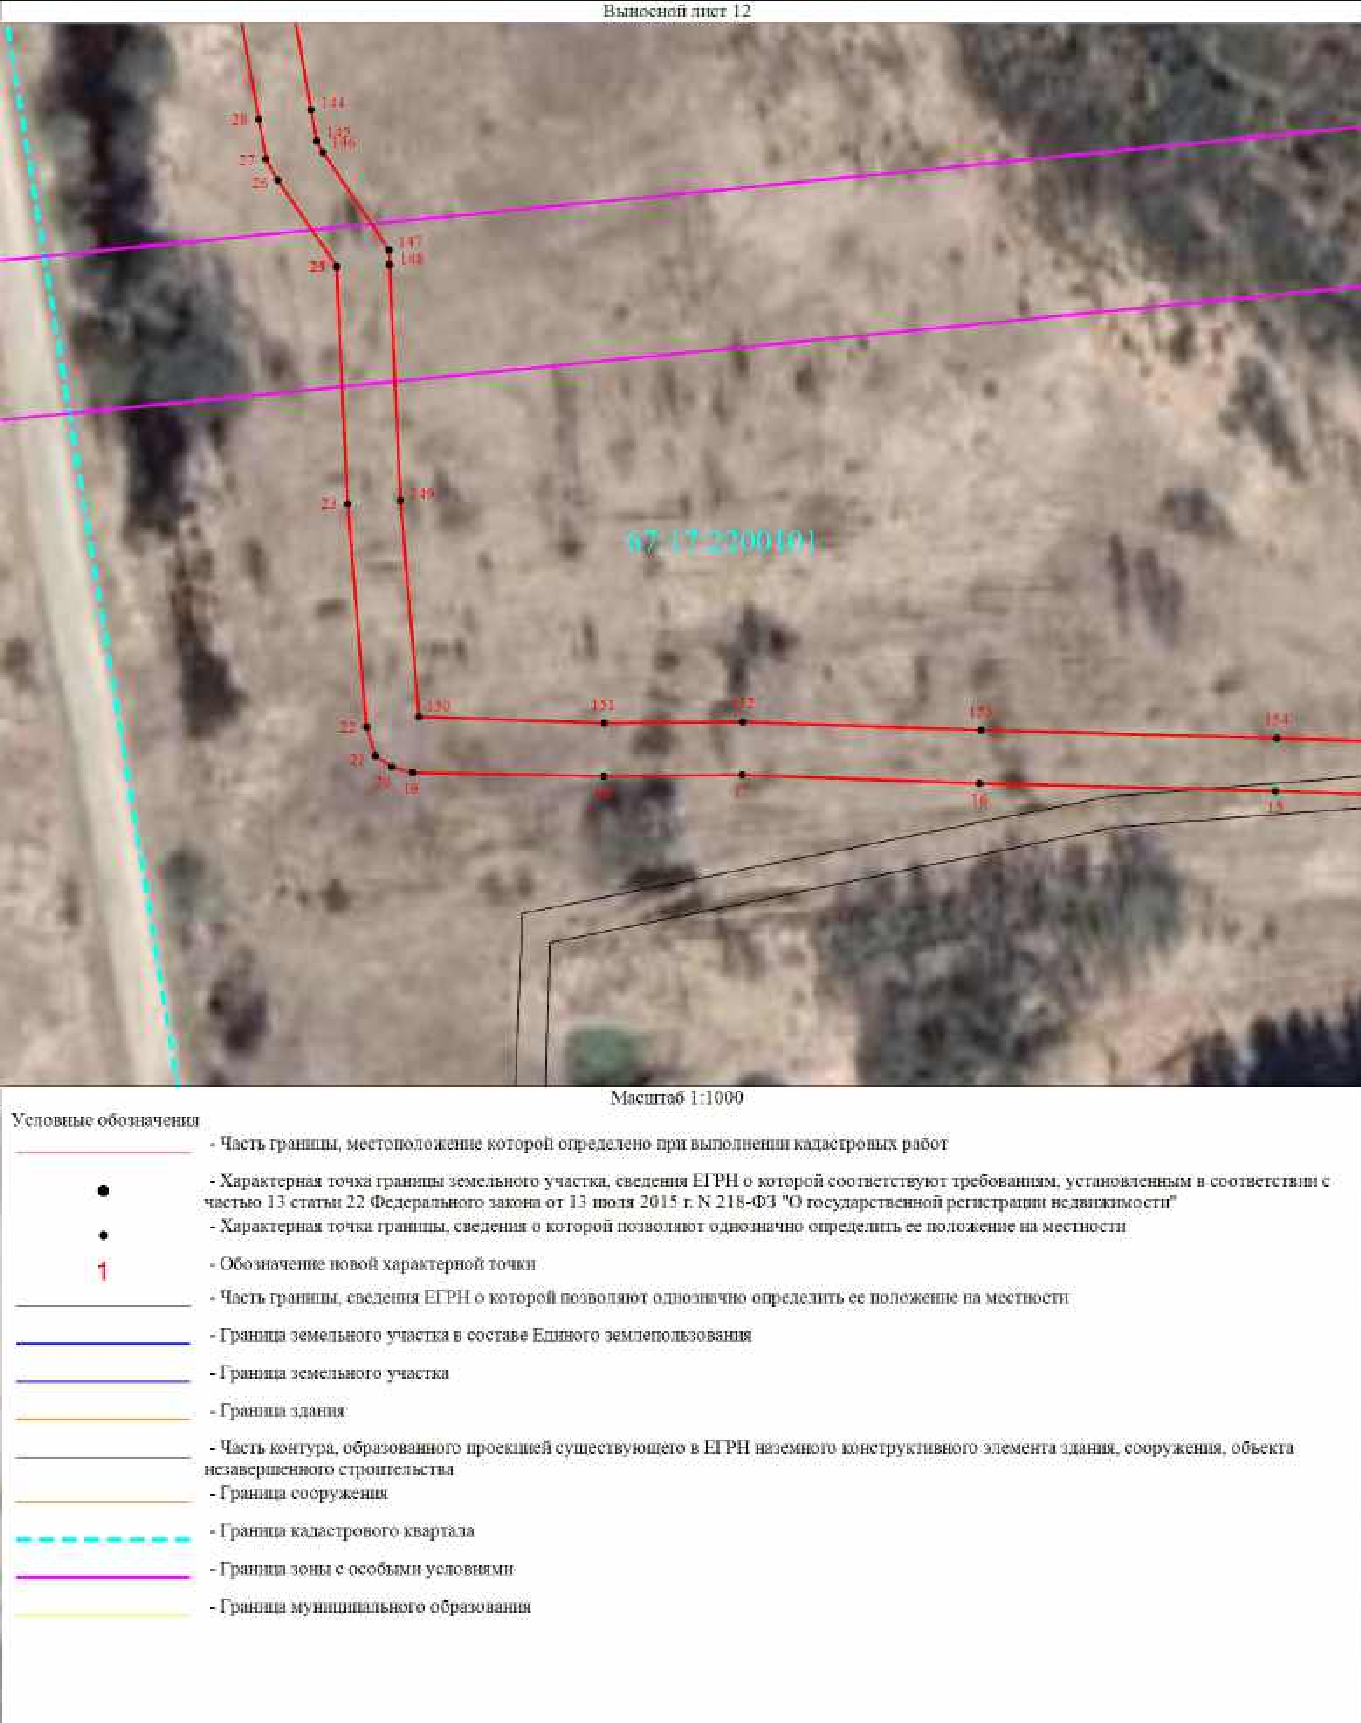 Выносной лист 12
144
28
145
146
27
26
147
148
25
149
23
67:17:2200101
150
151
152
153
154
22
21
20
19
18
17
16
15
Масштаб 1:1000
Условные обозначения
- Часть границы, местоположение которой определено при выполнении кадастровых работ
- Характерная точка границы земельного участка, сведения ЕГРН о которой соответствуют требованиям, установленным в соответствии с
частью 13 статьи 22 Федерального закона от 13 июля 2015 г. N 218-ФЗ "О государственной регистрации недвижимости"
- Характерная точка границы, сведения о которой позволяют однозначно определить ее положение на местности
1 - Обозначение новой характерной точки
- Часть границы, сведения ЕГРН о которой позволяют однозначно определить ее положение на местности
- Граница земельного участка в составе Единого землепользования
- Граница земельного участка
- Граница здания
- Часть контура, образованного проекцией существующего в ЕГРН наземного конструктивного элемента здания, сооружения, объекта
незавершенного строительства
- Граница сооружения
- Граница кадастрового квартала
- Граница зоны с особыми условиями
- Граница муниципального образования